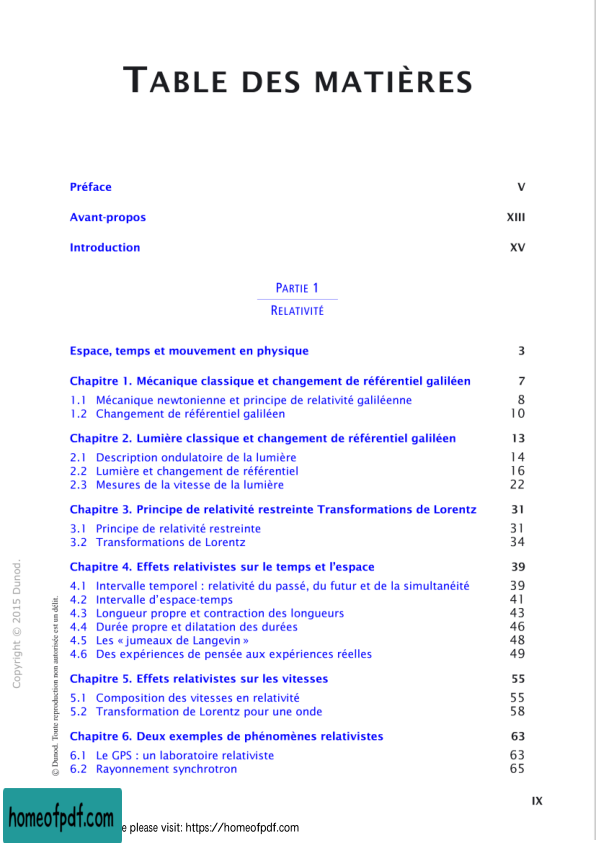 TABLE DES MATIÈRES
Préface V
Avant-propos XIII
Introduction XV
PARTIE 1
RELATIVITÉ
Espace, temps et mouvement en physique 3
Chapitre 1. Mécanique classique et changement de référentiel galiléen 7
1.1 Mécanique newtonienne et principe de relativité galiléenne 8
1.2 Changement de référentiel galiléen 10
Chapitre 2. Lumière classique et changement de référentiel galiléen 13
2.1 Description ondulatoire de la lumière 14
2.2 Lumière et changement de référentiel 16
2.3 Mesures de la vitesse de la lumière 22
Chapitre 3. Principe de relativité restreinte Transformations de Lorentz 31
3.1 Principe de relativité restreinte 31
3.2 Transformations de Lorentz 34
Chapitre 4. Effets relativistes sur le temps et l'espace 39
4.1 Intervalle temporel : relativité du passé, du futur et de la simultanéité 39
4.2 Intervalle d'espace-temps 41
4.3 Longueur propre et contraction des longueurs 43
4.4 Durée propre et dilatation des durées 46
4.5 Les « jumeaux de Langevin » 48
4.6 Des expériences de pensée aux expériences réelles 49
Chapitre 5. Effets relativistes sur les vitesses 55
5.1 Composition des vitesses en relativité 55
5.2 Transformation de Lorentz pour une onde 58
Chapitre 6. Deux exemples de phénomènes relativistes 63
6.1 Le GPS : un laboratoire relativiste 63
6.2 Rayonnement synchrotron 65
Copyright © 2015 Dunod.
© Dunod. Toute reproduction non autorisée est un délit.
IX
homeofpdf.com
e please visit: https://homeofpdf.com